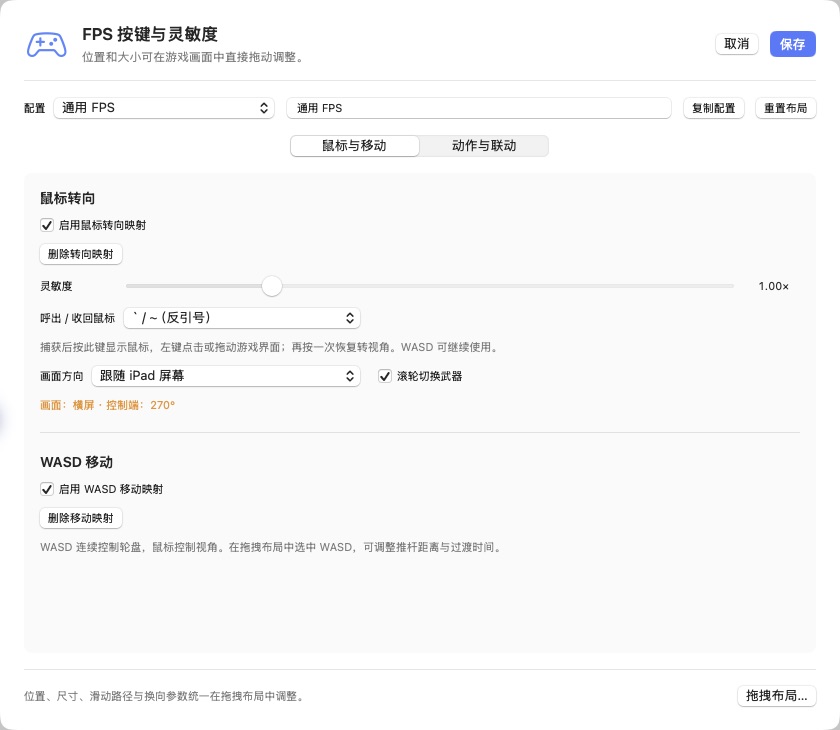 FPS 按键与灵敏度
位置和大小可在游戏画面中直接拖动调整。
取消
保存
配置
通用 FPS
通用 FPS
复制配置
重置布局
鼠标与移动
动作与联动
鼠标转向
启用鼠标转向映射
删除转向映射
灵敏度
1.00×
呼出 / 收回鼠标
` / ~ (反引号)
捕获后按此键显示鼠标，左键点击或拖动游戏界面；再按一次恢复转视角。WASD 可继续使用。
画面方向
跟随 iPad 屏幕
滚轮切换武器
画面：横屏 · 控制端：270°
WASD 移动
启用 WASD 移动映射
删除移动映射
WASD 连续控制轮盘，鼠标控制视角。在拖拽布局中选中 WASD，可调整推杆距离与过渡时间。
位置、尺寸、滑动路径与换向参数统一在拖拽布局中调整。
拖拽布局...